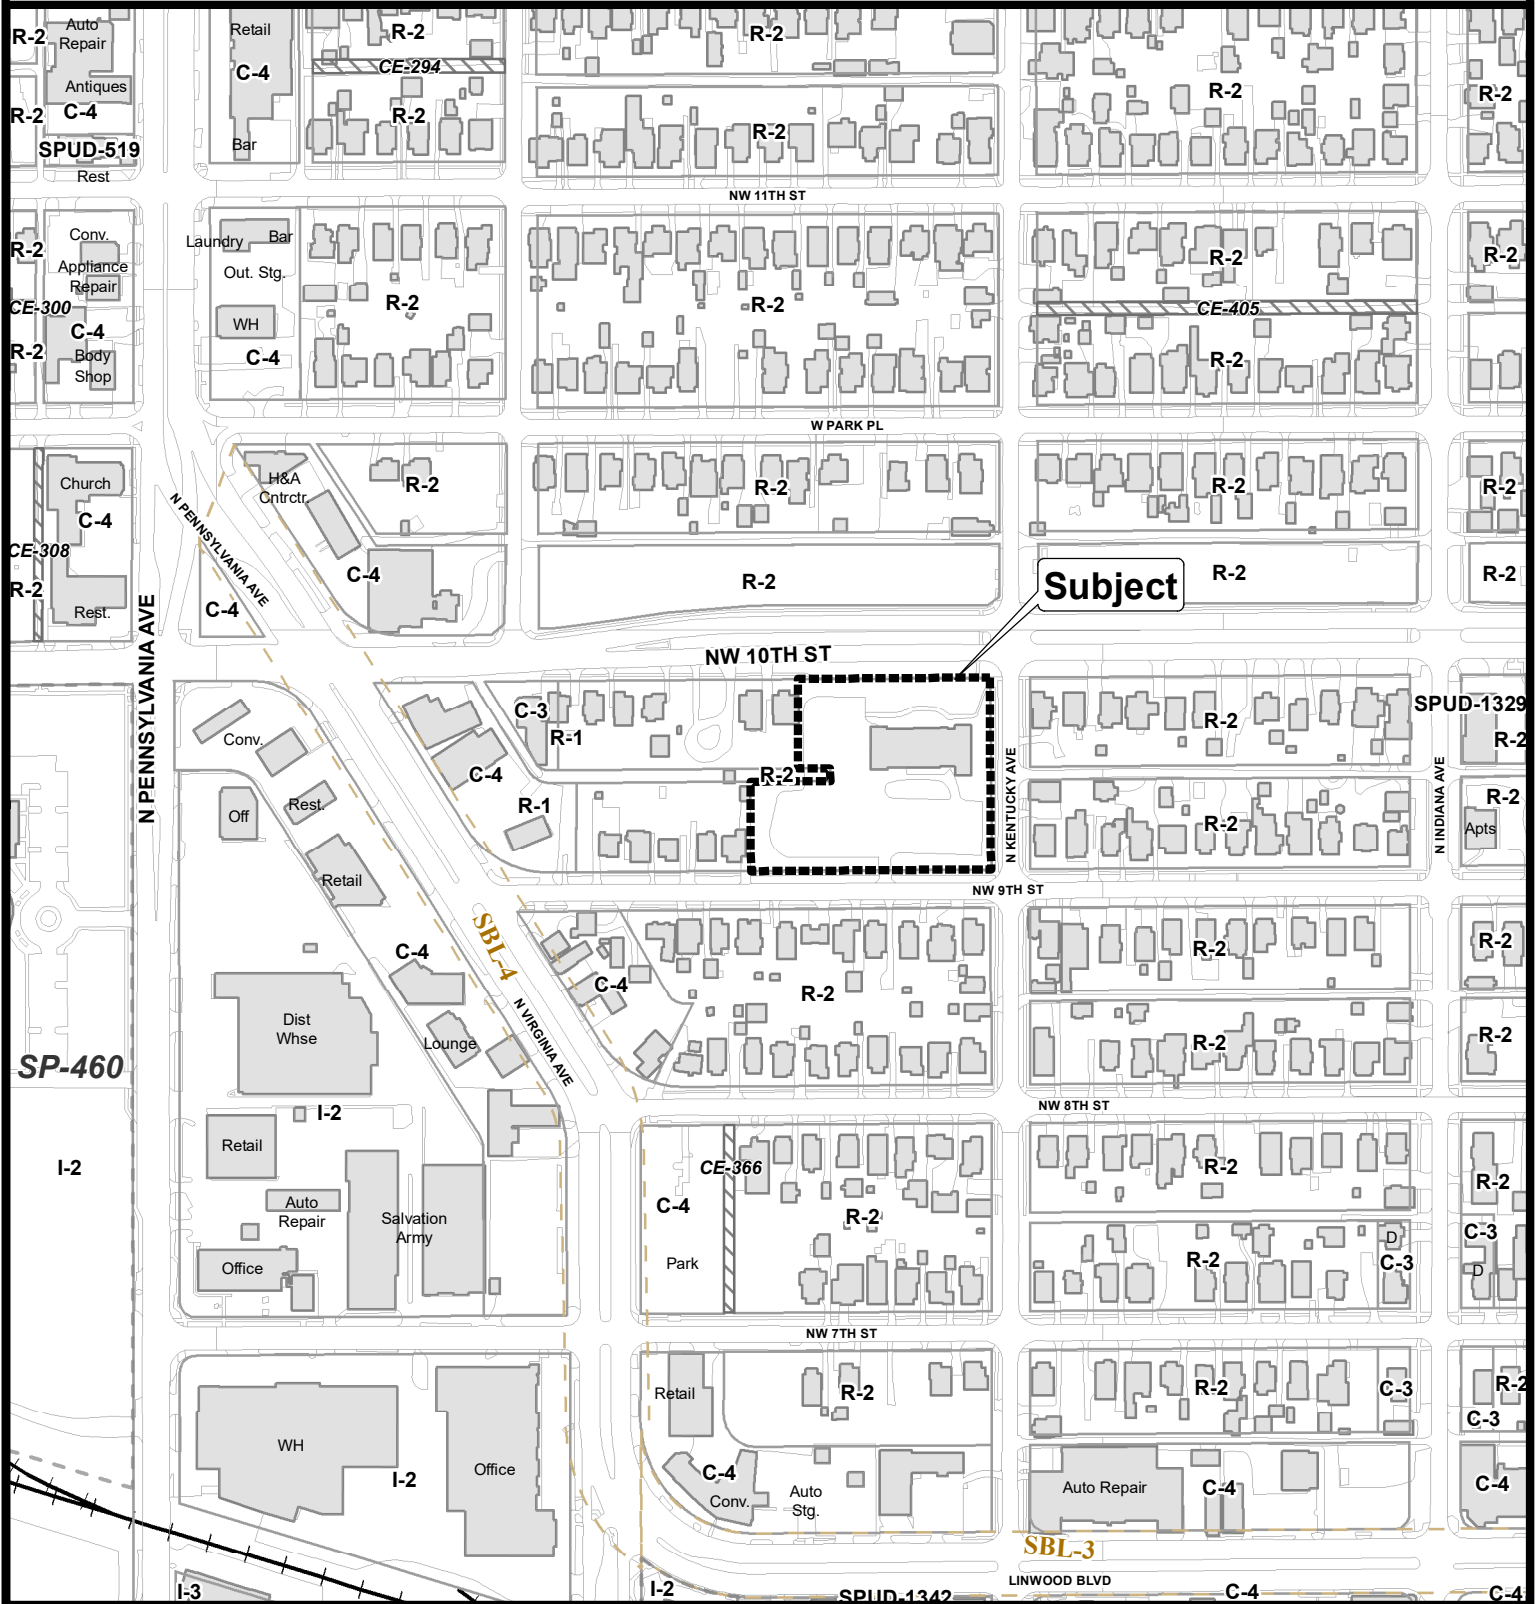 R-2
Auto
Repair
Retail
R-2
R-2
C-4
CE-294
Antiques
R-2
R-2
R-2
C-4
R-2
R-2
SPUD-519
Bar
Rest
NW 11TH ST
R-2
Conv.
Laundry
Bar
R-2
R-2
Appliance
Repair
Out. Stg.
CE-300
R-2
R-2
CE-405
C-4
WH
R-2
Body
Shop
C-4
R-2
W PARK PL
Church
H&A
Cntrctr.
R-2
R-2
R-2
R-2
C-4
N PENNSYLVANIA AVE
CE-308
R-2
C-4
R-2
Subject
R-2
R-2
Rest.
C-4
N PENNSYLVANIA AVE
NW 10TH ST
C-3
R-1
R-2
SPUD-1329
R-2
Conv.
C-4
R-2
N KENTUCKY AVE
N INDIANA AVE
Off
Rest.
R-1
R-2
R-2
Apts
Retail
NW 9TH ST
SBL-4
C-4
R-2
R-2
C-4
R-2
Dist
Whse
Lounge
N VIRGINIA AVE
R-2
R-2
SP-460
I-2
NW 8TH ST
Retail
I-2
CE-366
R-2
R-2
Auto
Repair
Salvation
Army
C-4
R-2
C-3
D
R-2
C-3
D
Office
Park
NW 7TH ST
Retail
R-2
R-2
C-3
R-2
C-3
WH
Office
I-2
C-4
Conv.
Auto
Stg.
Auto Repair
C-4
C-4
SBL-3
LINWOOD BLVD
I-3
I-2
SPUD-1342
C-4
C-4